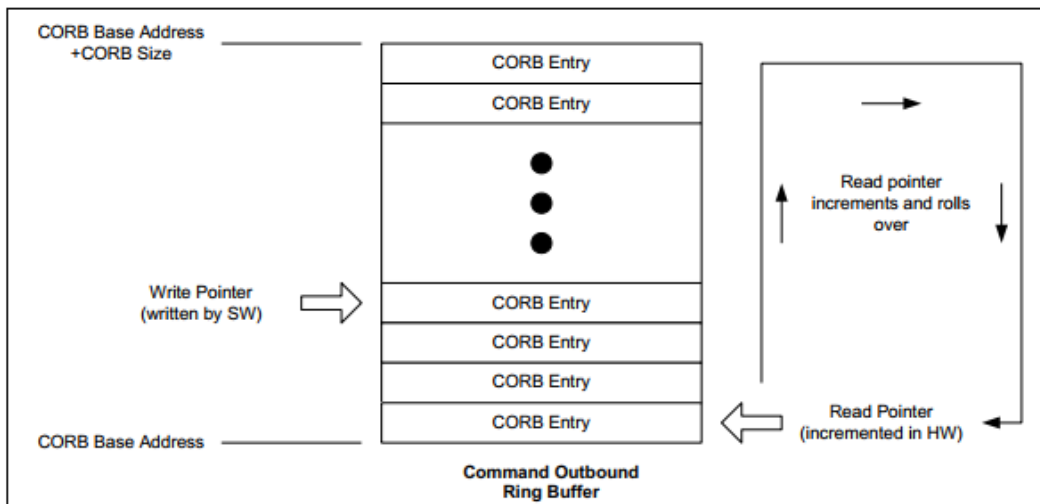 CORB Base Address
+CORB Size
CORB Entry
CORB Entry
Read pointer
increments and rolls
over
Write Pointer
(written by SW)
CORB Entry
CORB Entry
CORB Entry
CORB Entry
Read Pointer
(incremented in HW)
CORB Base Address
Command Outbound
Ring Buffer